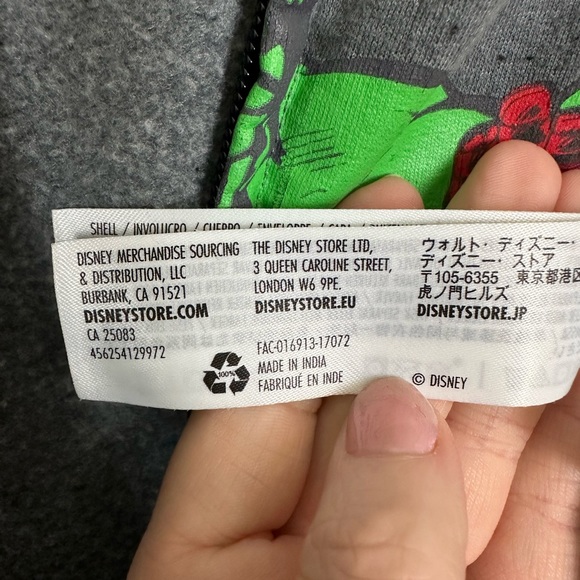 SHELL / INVOLUCRO / CUERPO / ENVELOPPE /
DISNEY MERCHANDISE SOURCING
& DISTRIBUTION, LLC
BURBANK, CA 91521
DISNEYSTORE.COM
CA 25083
456254129972
THE DISNEY STORE LTD,
3 QUEEN CAROLINE STREET,
LONDON W6 9PE.
DISNEYSTORE.EU
ウォルト・ディズニー・
ディズニー・ストア
〒105-6355 東京都港区
虎ノ門ヒルズ
DISNEYSTORE.JP
100%
FAC-016913-17072
MADE IN INDIA
FABRIQUÉ EN INDE
© DISNEY